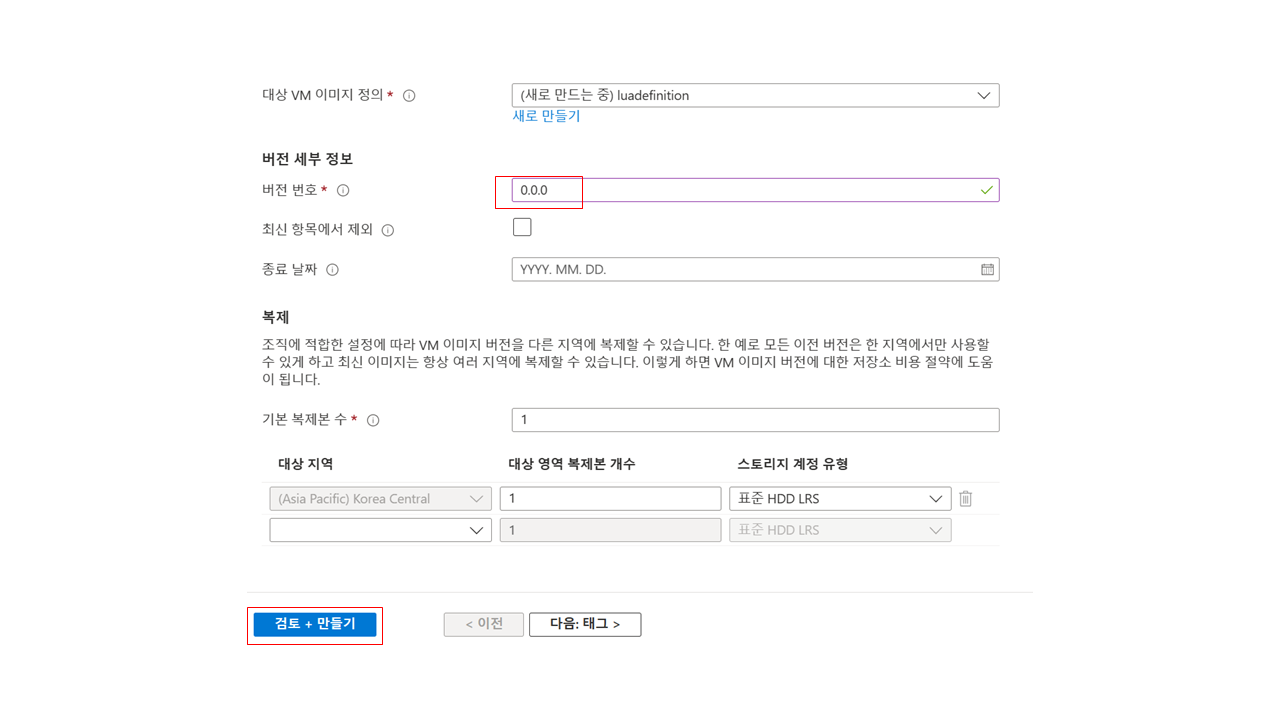 대상 VM 이미지 정의 * (새로 만드는 중) luadefinition
새로 만들기
버전 세부 정보
버전 번호 * 0.0.0
최신 항목에서 제외
종료 날짜 YYYY. MM. DD.
복제
조직에 적합한 설정에 따라 VM 이미지 버전을 다른 지역에 복제할 수 있습니다. 한 예로 모든 이전 버전은 한 지역에서만 사용할
수 있게 하고 최신 이미지는 항상 여러 지역에 복제할 수 있습니다. 이렇게 하면 VM 이미지 버전에 대한 저장소 비용 절약에 도움
이 됩니다.
기본 복제본 수 * 1
대상 지역 대상 영역 복제본 개수 스토리지 계정 유형
(Asia Pacific) Korea Central 1 표준 HDD LRS
1 표준 HDD LRS
검토 + 만들기 < 이전 다음: 태그 >